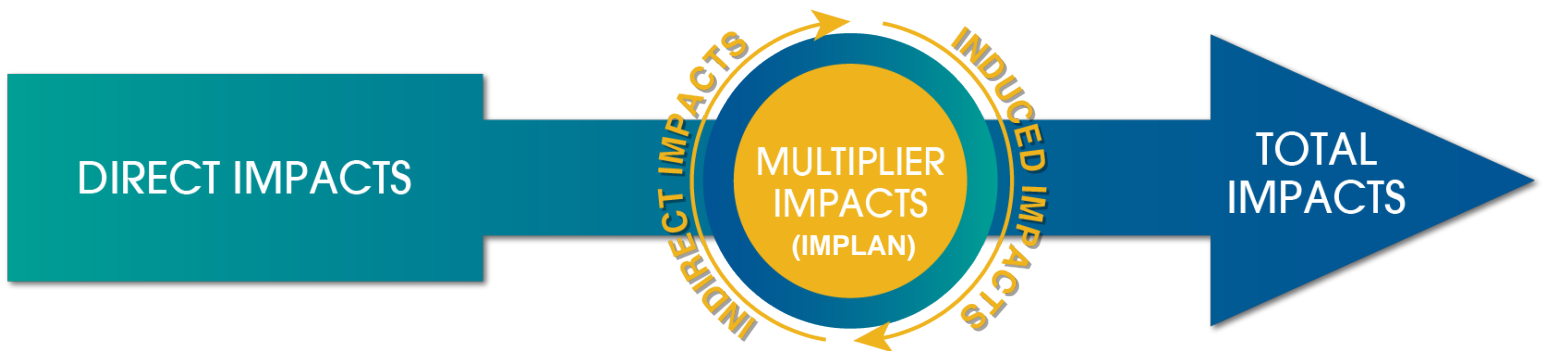 DIRECT IMPACTS
INDIRECT IMPACTS
MULTIPLIER
IMPACTS
(IMPLAN)
INDUCED IMPACTS
TOTAL
IMPACTS